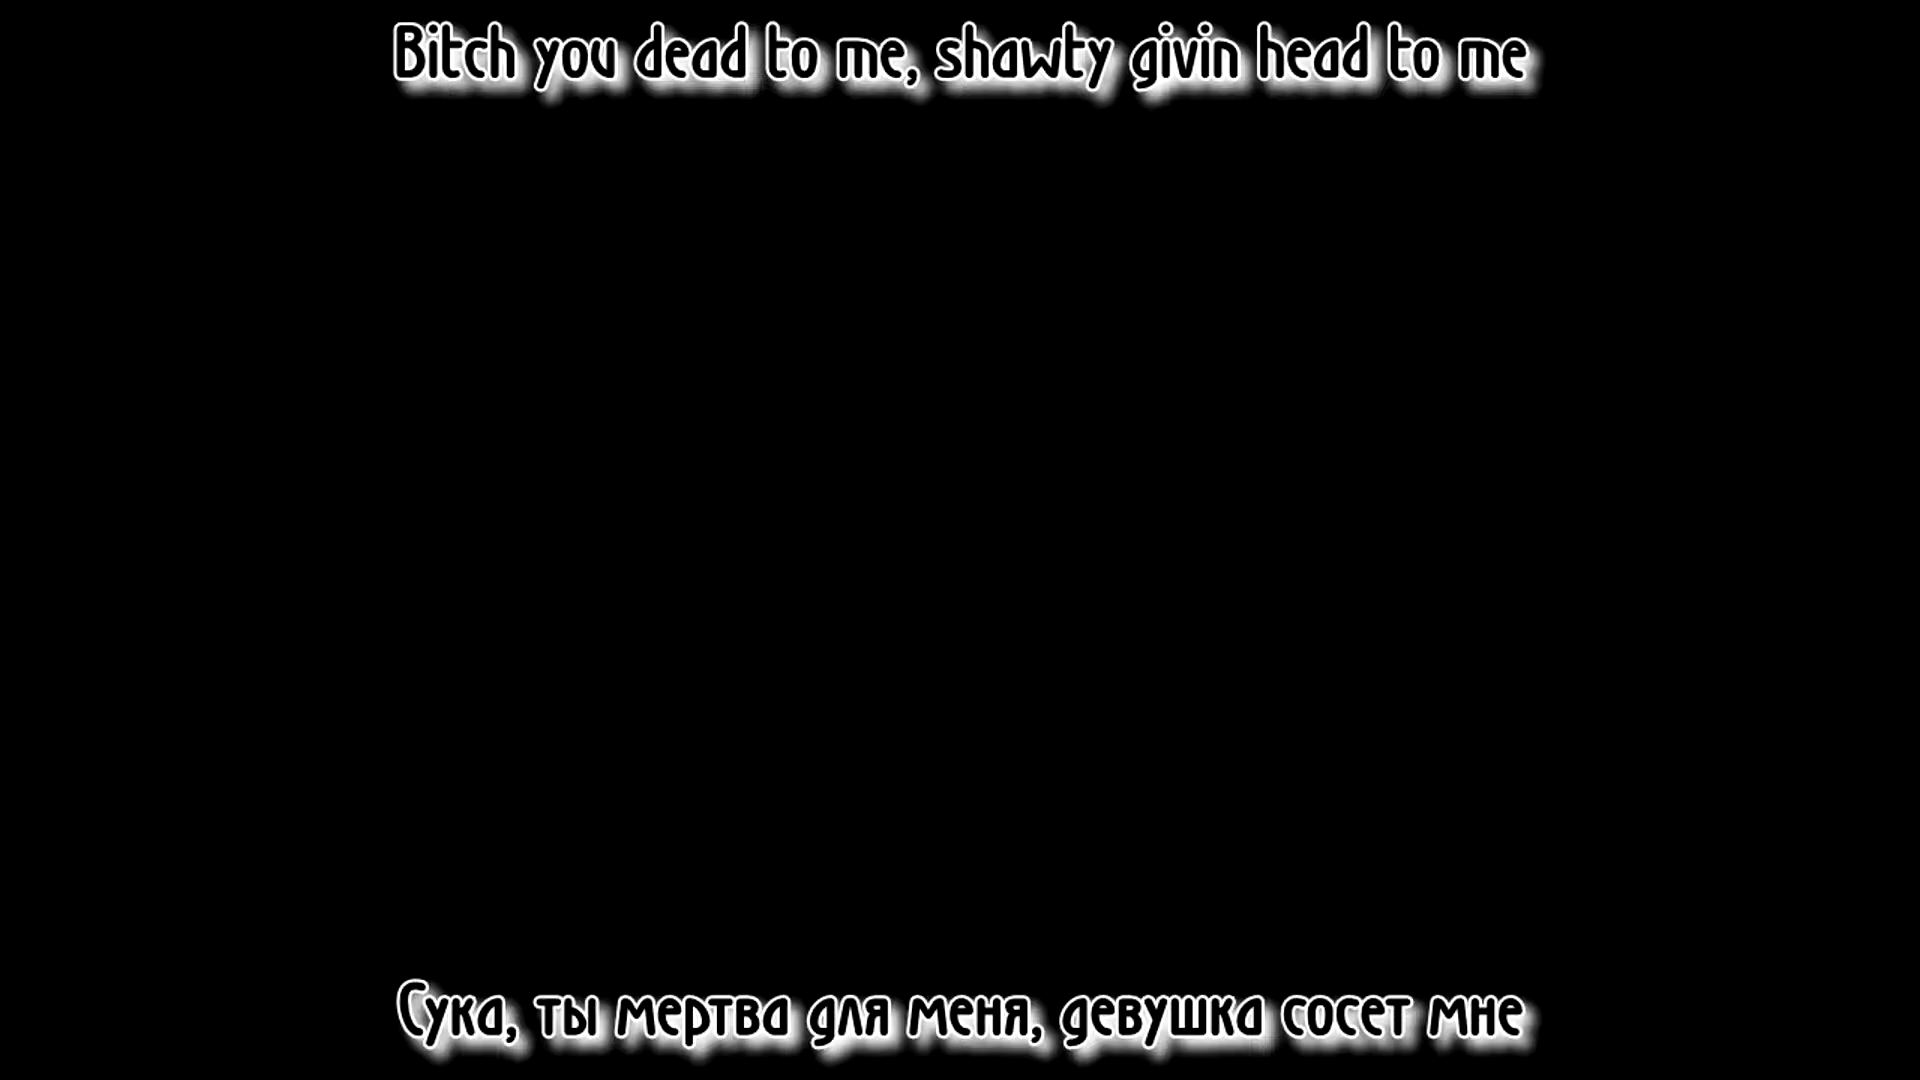 Bitch you dead to me, shawty givin head to me
Сука, ты мертва для меня, девушка сосет мне